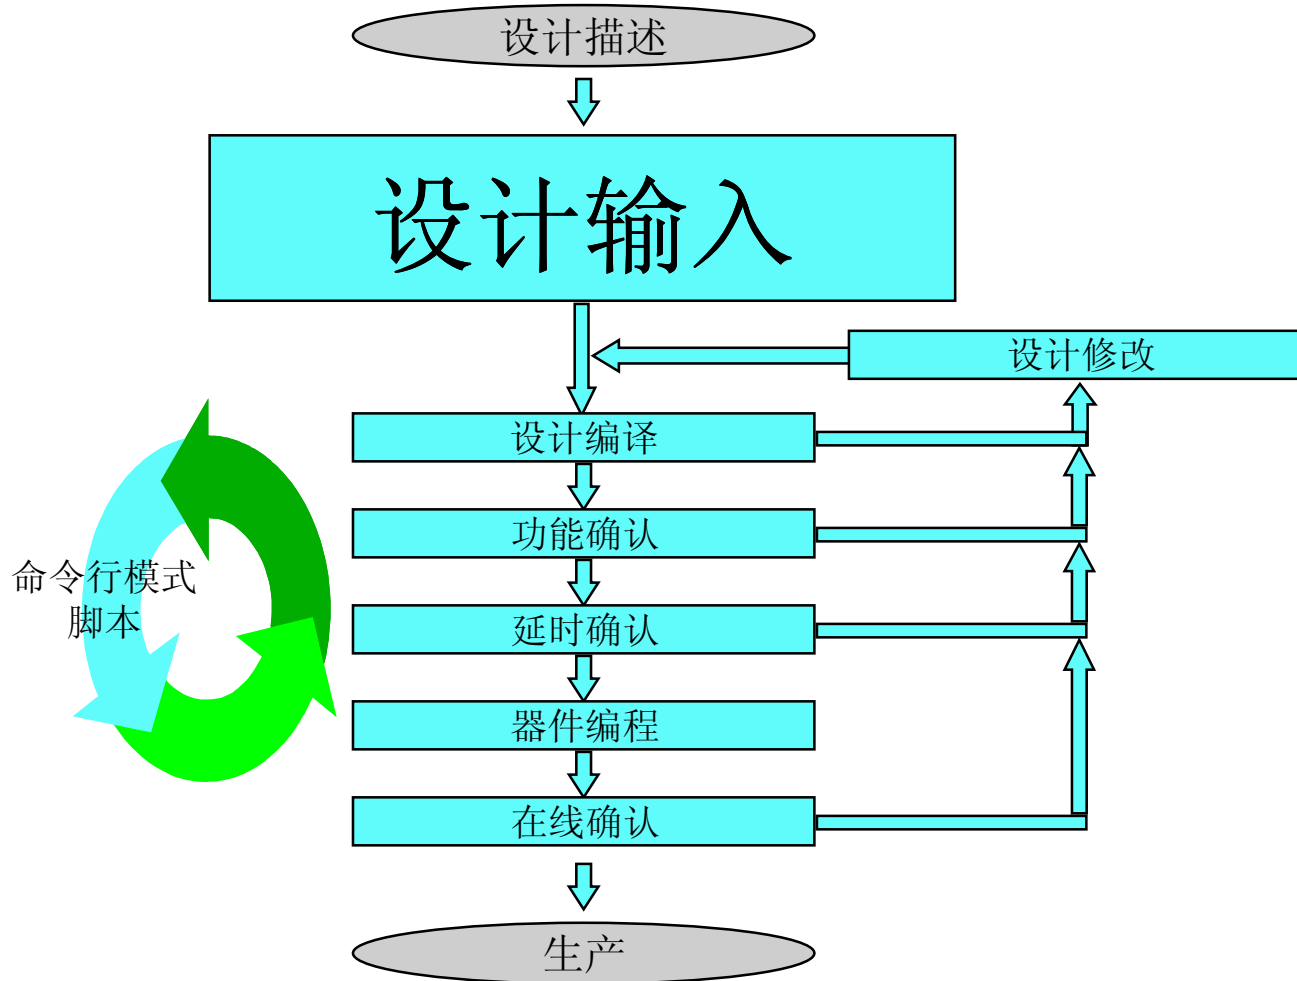 设计描述
设计输入
设计修改
设计编译
功能确认
命令行模式
脚本
延时确认
器件编程
在线确认
生产